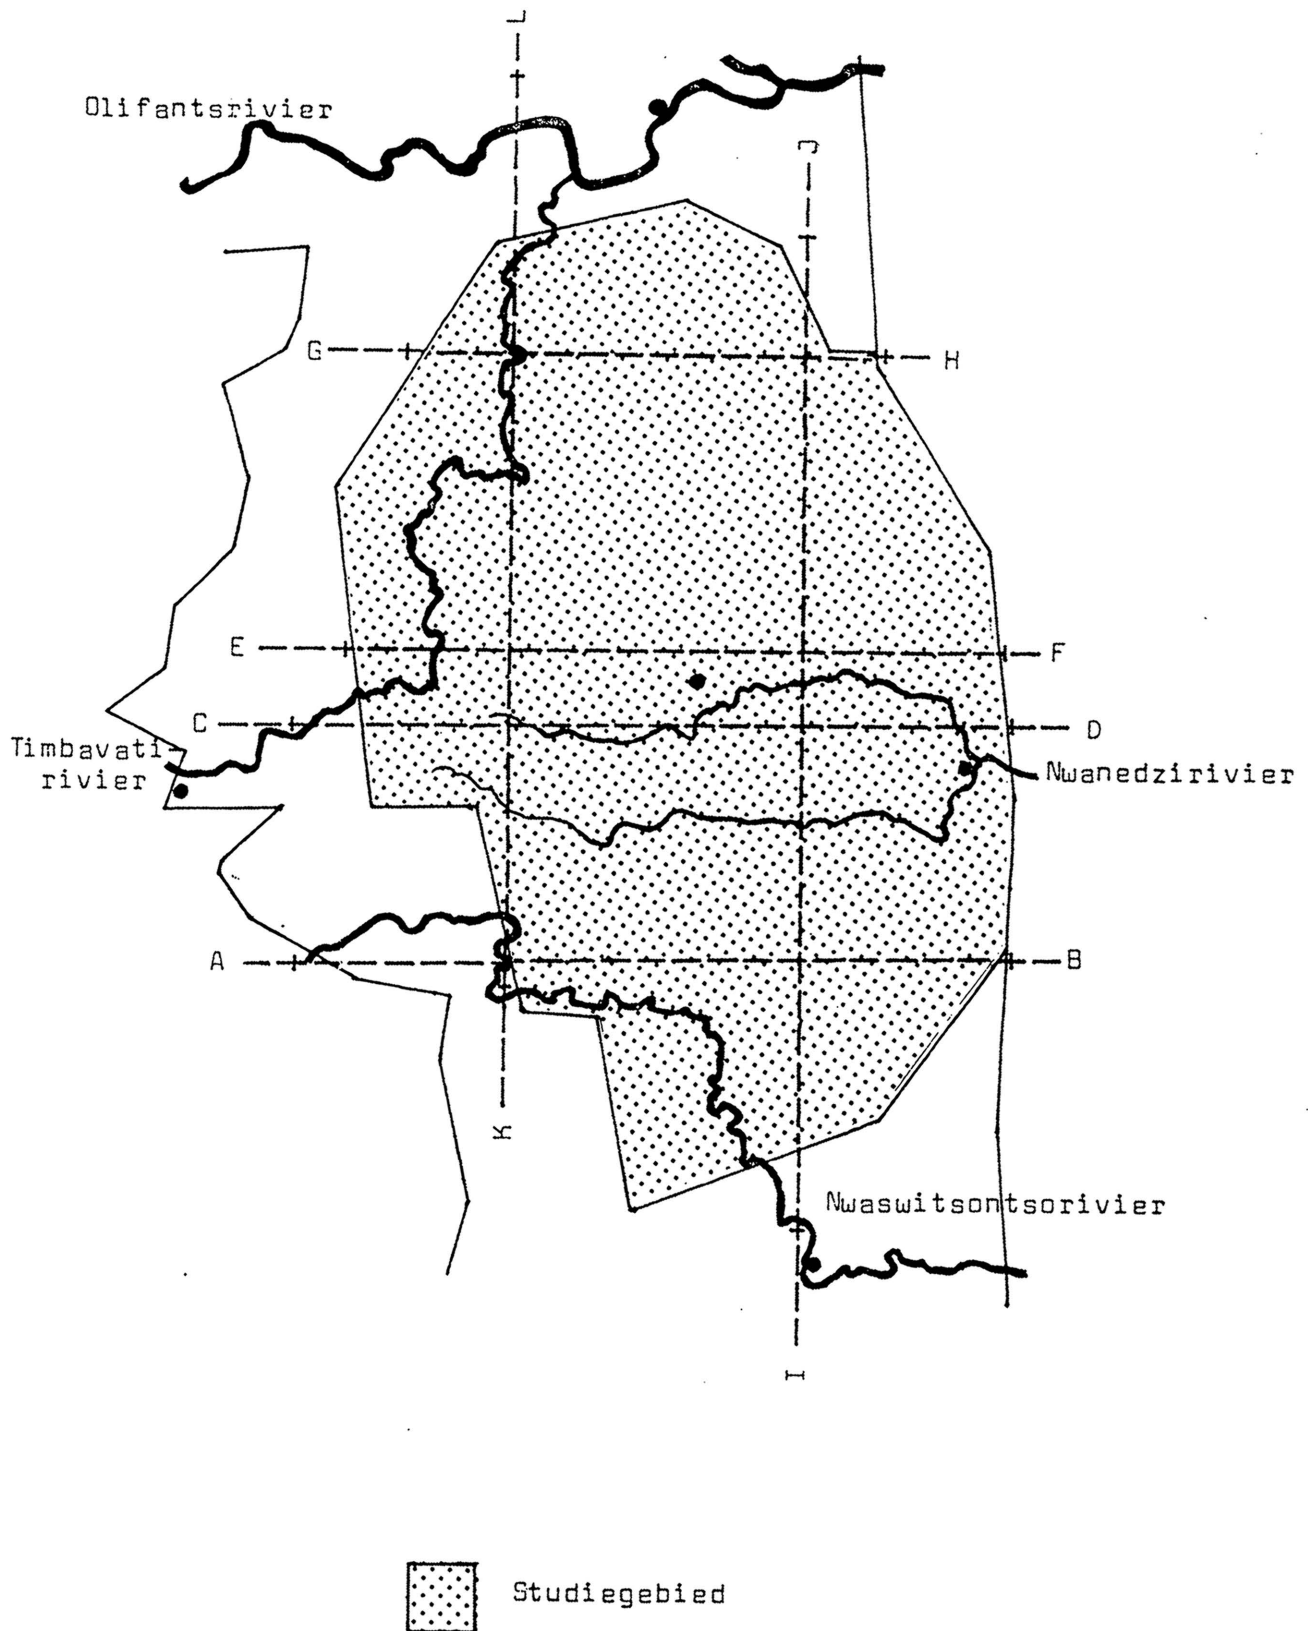 L
Olifantsrivier
J
G
H
E
F
C
D
Timbavati-
rivier
Nwanedzirivier
A
B
K
Nwaswitsontsorivier
I
Studiegebied